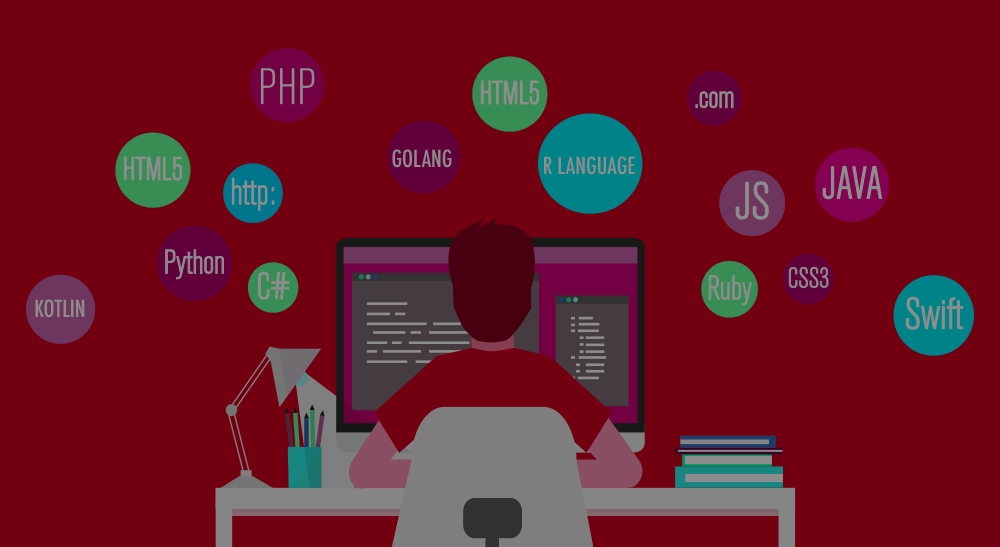 PHP
HTML5
.com
GOLANG
R LANGUAGE
HTML5
http:
JS
JAVA
Python
C#
Ruby
CSS3
KOTLIN
Swift